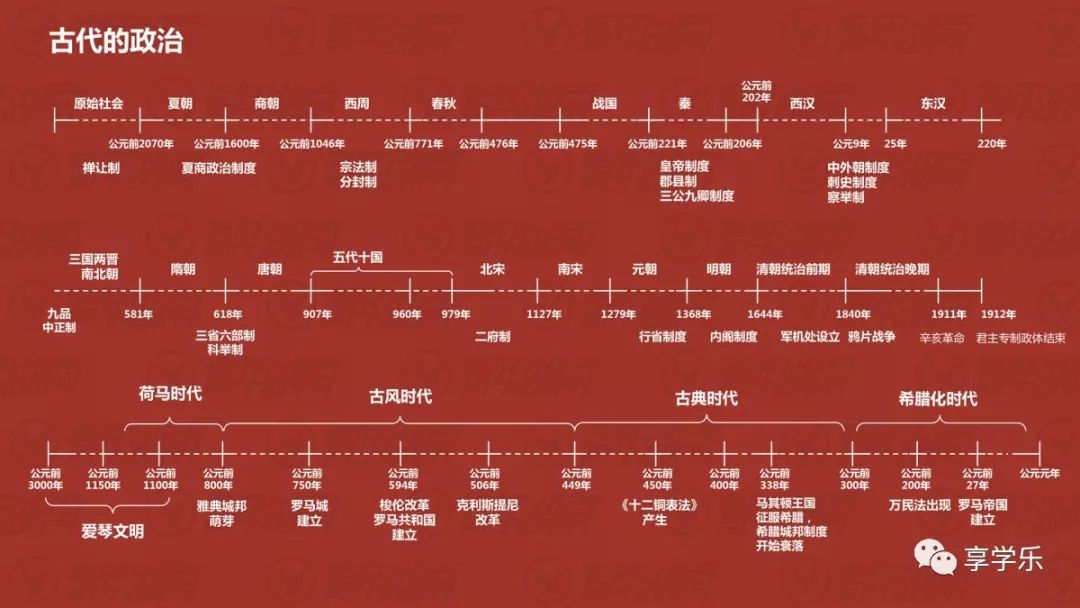 古代的政治
公元前
202年
原始社会
夏朝
商朝
西周
春秋
战国
秦
西汉
东汉
公元前2070年
公元前1600年
公元前1046年
公元前771年
公元前476年
公元前475年
公元前221年
公元前206年
公元9年
25年
220年
禅让制
夏商政治制度
宗法制
分封制
皇帝制度
郡县制
三公九卿制度
中外朝制度
刺史制度
察举制
三国两晋
南北朝
隋朝
唐朝
五代十国
北宋
南宋
元朝
明朝
清朝统治前期
清朝统治晚期
九品
中正制
581年
618年
907年
960年
979年
1127年
1279年
1368年
1644年
1840年
1911年
1912年
三省六部制
科举制
二府制
行省制度
内阁制度
军机处设立
鸦片战争
辛亥革命
君主专制政体结束
荷马时代
古风时代
古典时代
希腊化时代
公元前
3000年
公元前
1150年
公元前
1100年
公元前
800年
公元前
750年
公元前
594年
公元前
506年
公元前
449年
公元前
450年
公元前
400年
公元前
338年
公元前
300年
公元前
200年
公元前
27年
公元元年
爱琴文明
雅典城邦
萌芽
罗马城
建立
梭伦改革
罗马共和国
建立
克利斯提尼
改革
《十二铜表法》
产生
马其顿王国
征服希腊，
希腊城邦制度
开始衰落
万民法出现
罗马帝国
建立
享学乐